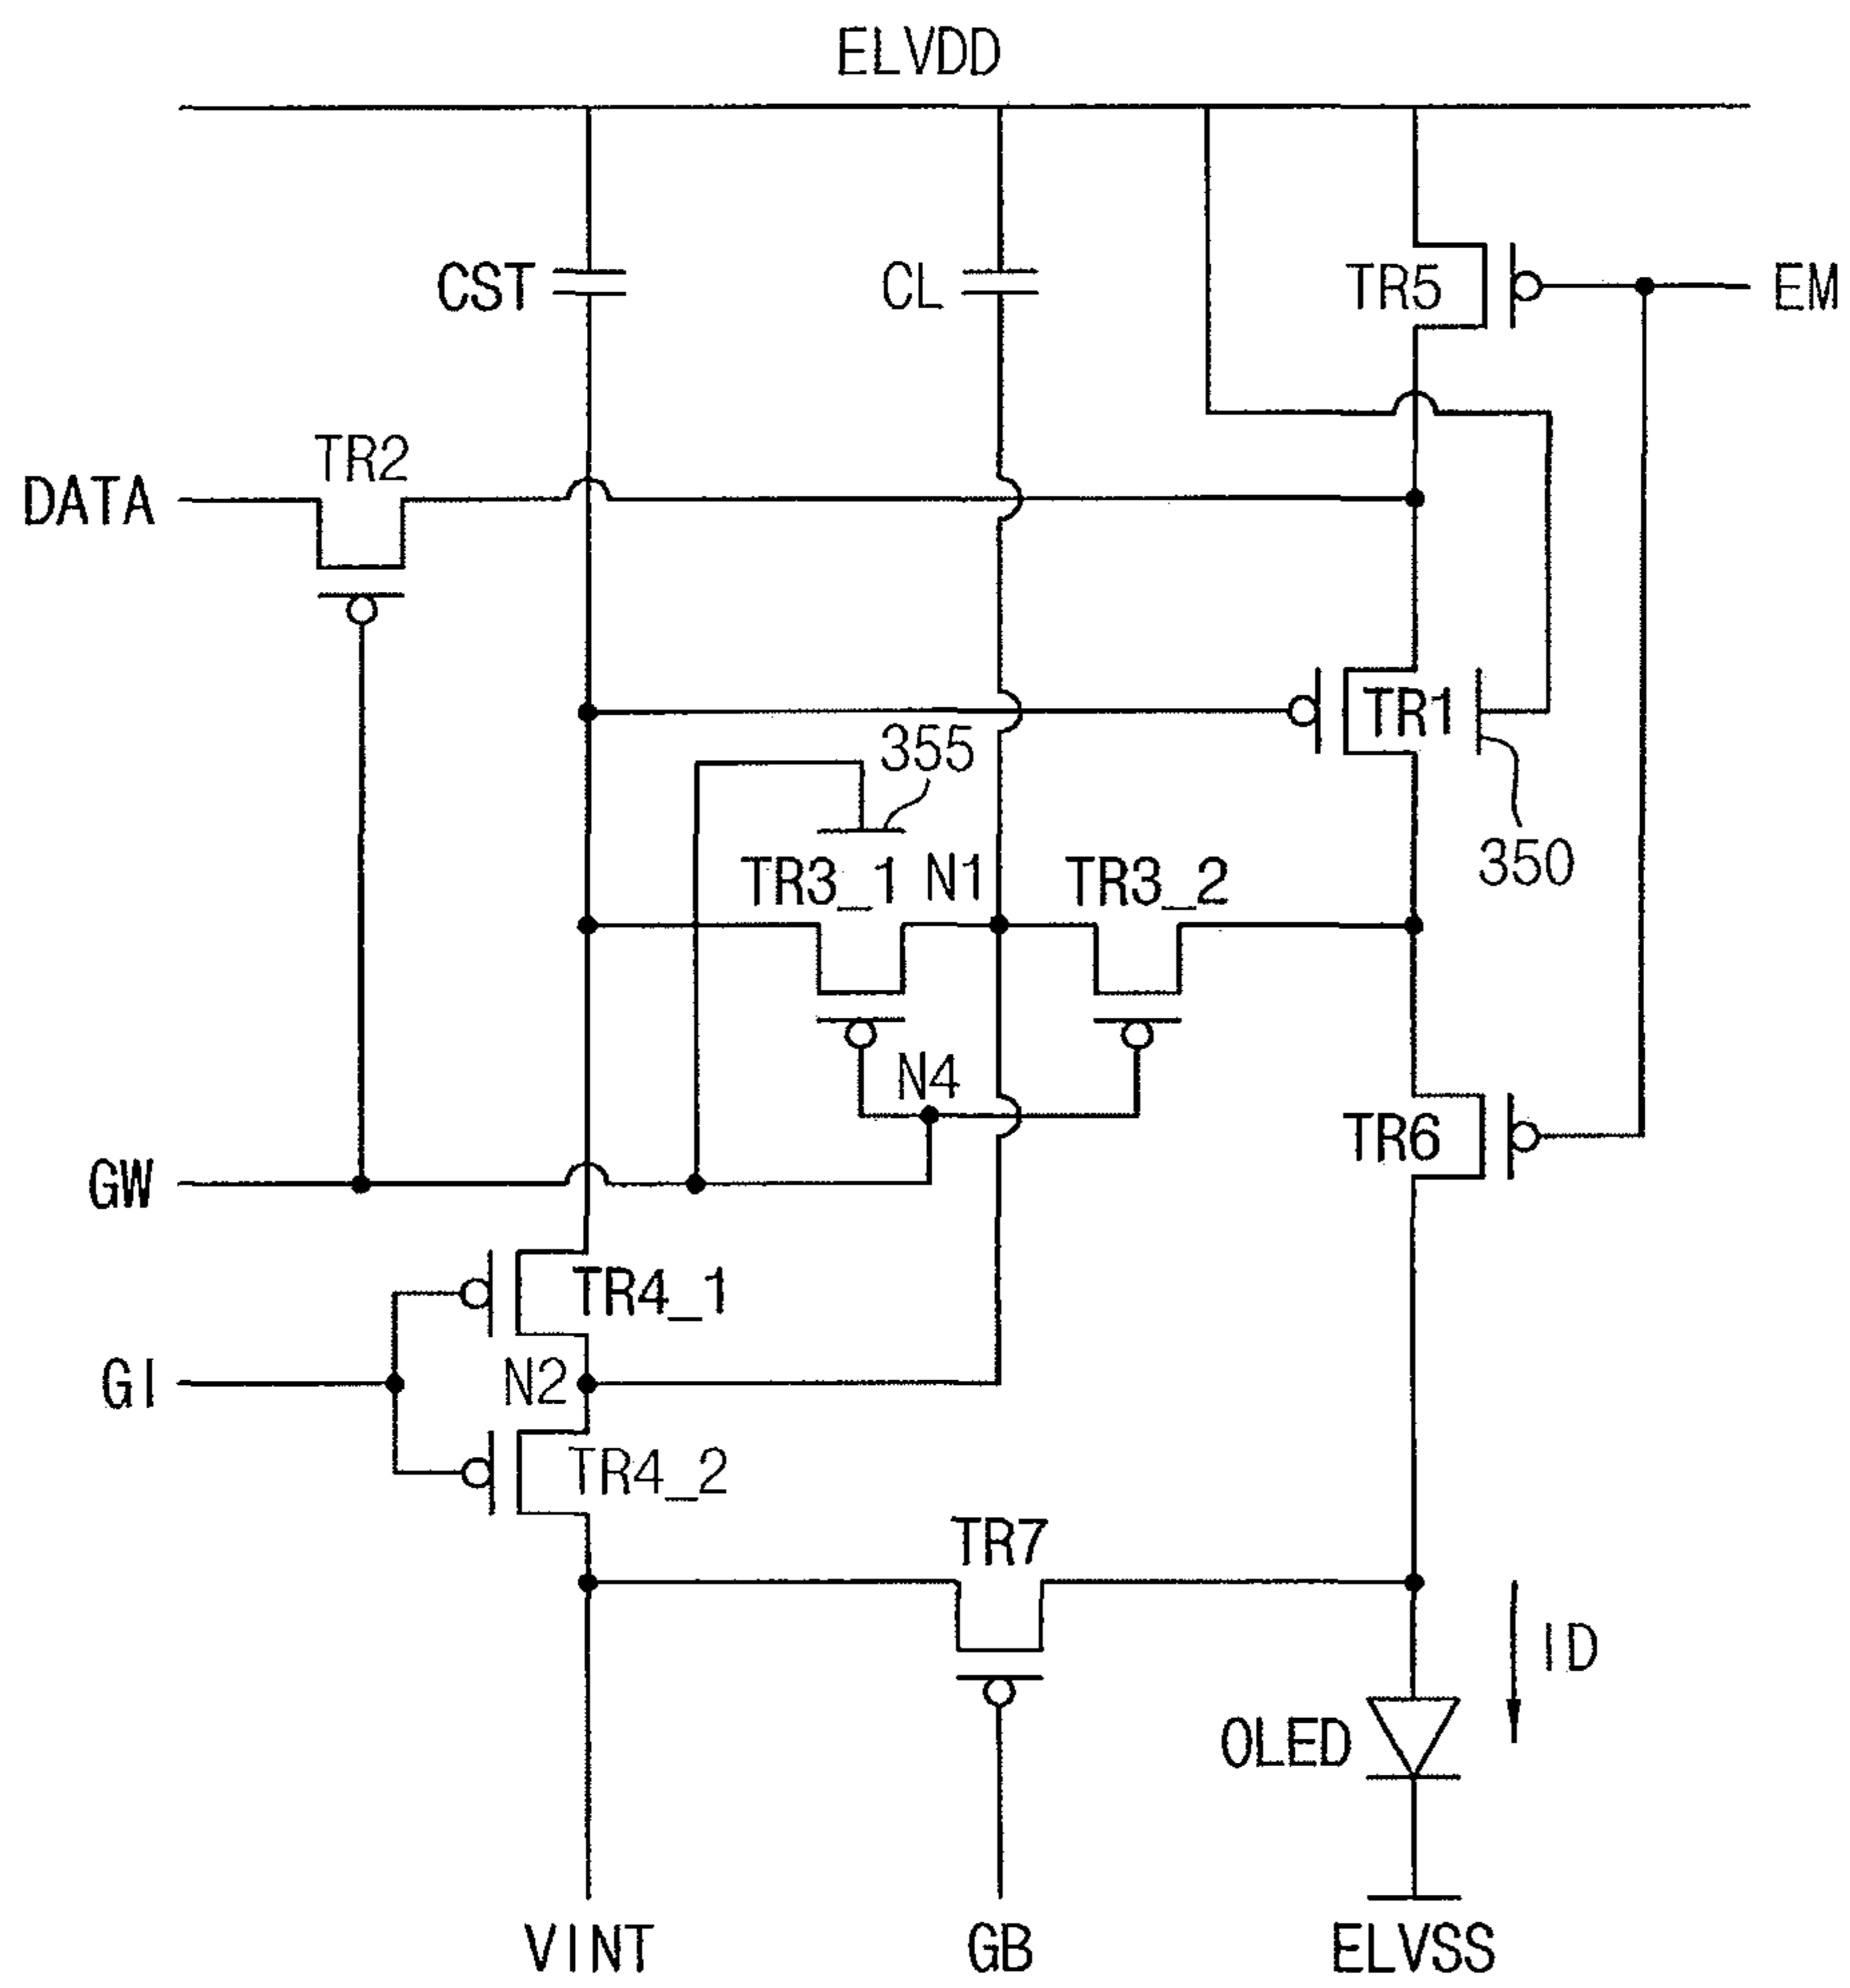 ELVDD
CST
CL
TR5
EM
TR2
DATA
TR1
355
350
TR3_1
N1
TR3_2
N4
TR6
GW
TR4_1
GI
N2
TR4_2
TR7
ID
OLED
VINT
GB
ELVSS